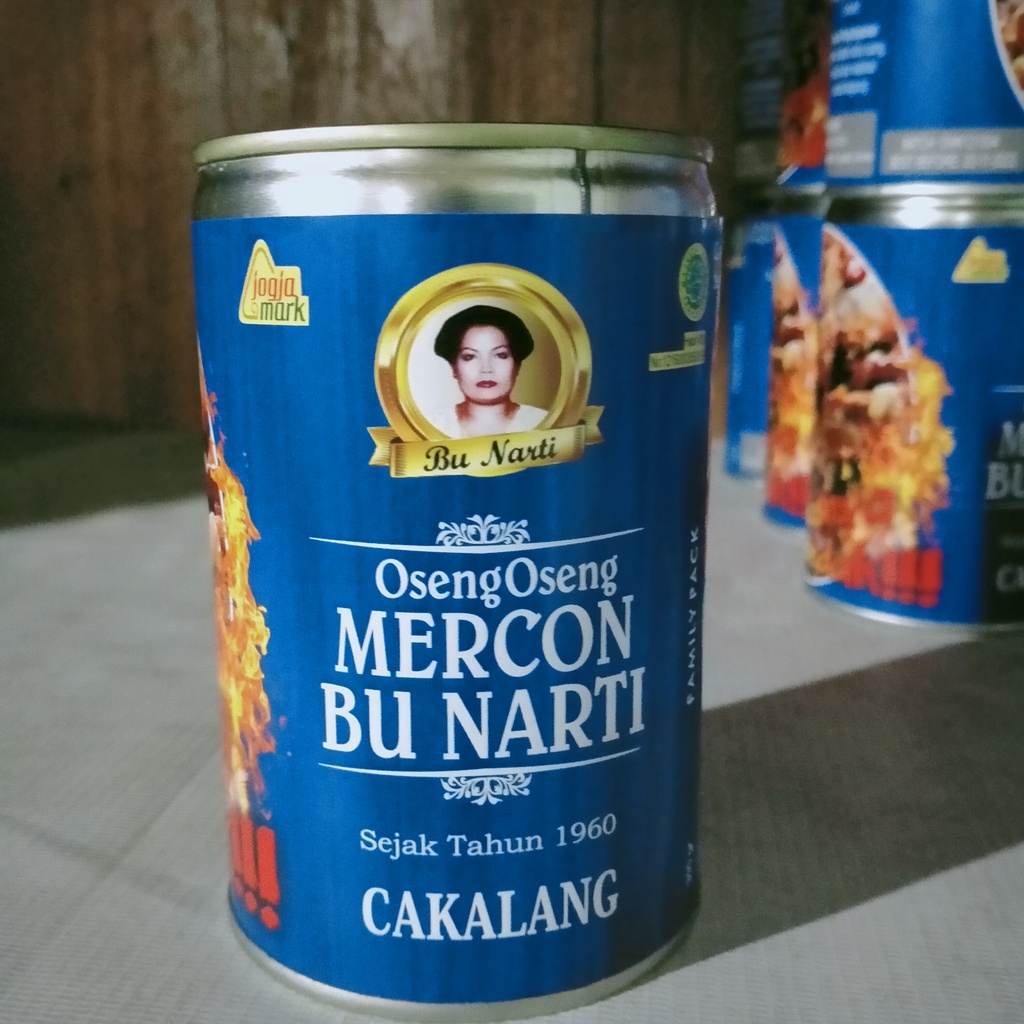 jogja
mark
Bu Narti
OsengOseng
MERCON
BU NARTI
Sejak Tahun 1960
CAKALANG
FAMILY PACK
!!!